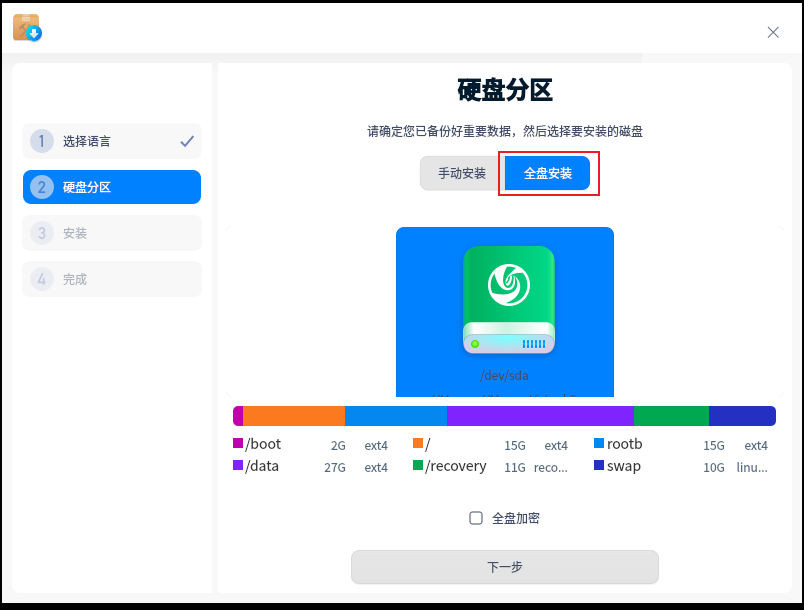 1 选择语言
2 硬盘分区
3 安装
4 完成
硬盘分区
请确定您已备份好重要数据，然后选择要安装的磁盘
手动安装 全盘安装
/dev/sda
/boot 2G ext4 / 15G ext4 rootb 15G ext4
/data 27G ext4 /recovery 11G reco... swap 10G linu...
全盘加密
下一步